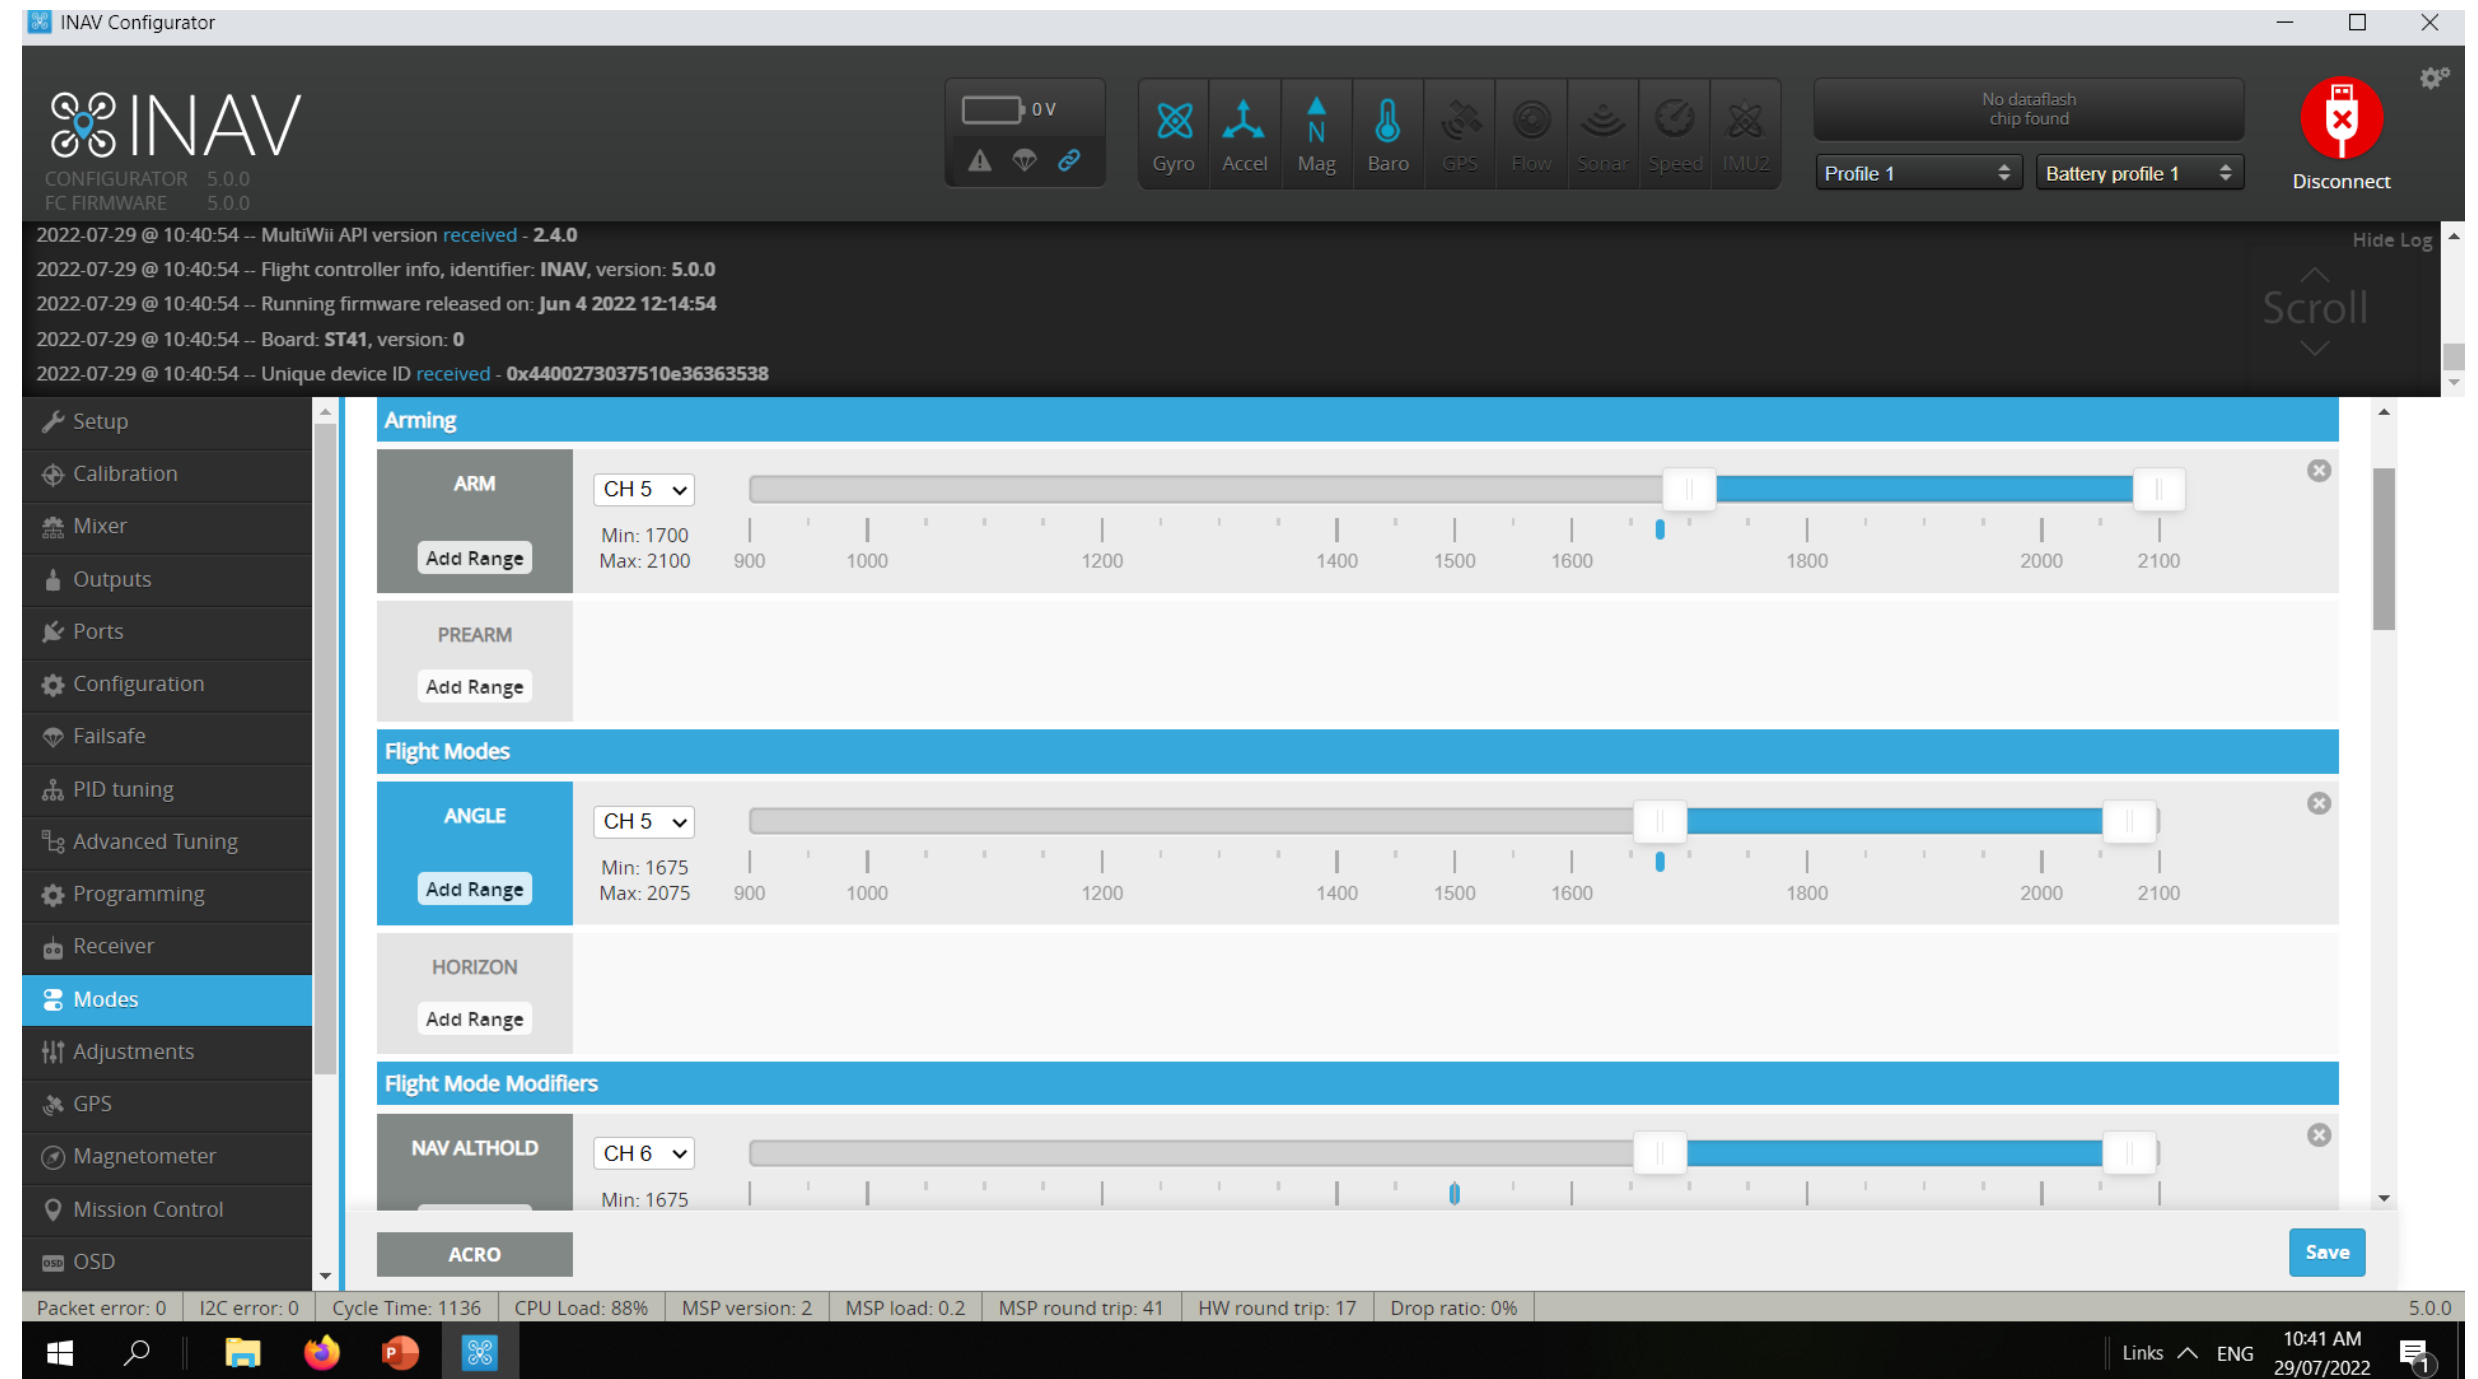 INAV Configurator
INAV
CONFIGURATOR 5.0.0
FC FIRMWARE 5.0.0
0 V
Gyro Accel Mag Baro GPS Flow Sonar Speed IMU2
No dataflash
chip found
Profile 1 Battery profile 1
Disconnect
2022-07-29 @ 10:40:54 -- MultiWii API version received - 2.4.0
2022-07-29 @ 10:40:54 -- Flight controller info, identifier: INAV, version: 5.0.0
2022-07-29 @ 10:40:54 -- Running firmware released on: Jun 4 2022 12:14:54
2022-07-29 @ 10:40:54 -- Board: ST41, version: 0
2022-07-29 @ 10:40:54 -- Unique device ID received - 0x4400273037510e36363538
Hide Log
Scroll
Setup
Calibration
Mixer
Outputs
Ports
Configuration
Failsafe
PID tuning
Advanced Tuning
Programming
Receiver
Modes
Adjustments
GPS
Magnetometer
Mission Control
OSD
Arming
ARM
Add Range
CH 5
Min: 1700
Max: 2100
900 1000 1200 1400 1500 1600 1800 2000 2100
PREARM
Add Range
Flight Modes
ANGLE
Add Range
CH 5
Min: 1675
Max: 2075
900 1000 1200 1400 1500 1600 1800 2000 2100
HORIZON
Add Range
Flight Mode Modifiers
NAV ALTHOLD
CH 6
Min: 1675
ACRO
Save
Packet error: 0 I2C error: 0 Cycle Time: 1136 CPU Load: 88% MSP version: 2 MSP load: 0.2 MSP round trip: 41 HW round trip: 17 Drop ratio: 0% 5.0.0
Links ENG
10:41 AM
29/07/2022
1